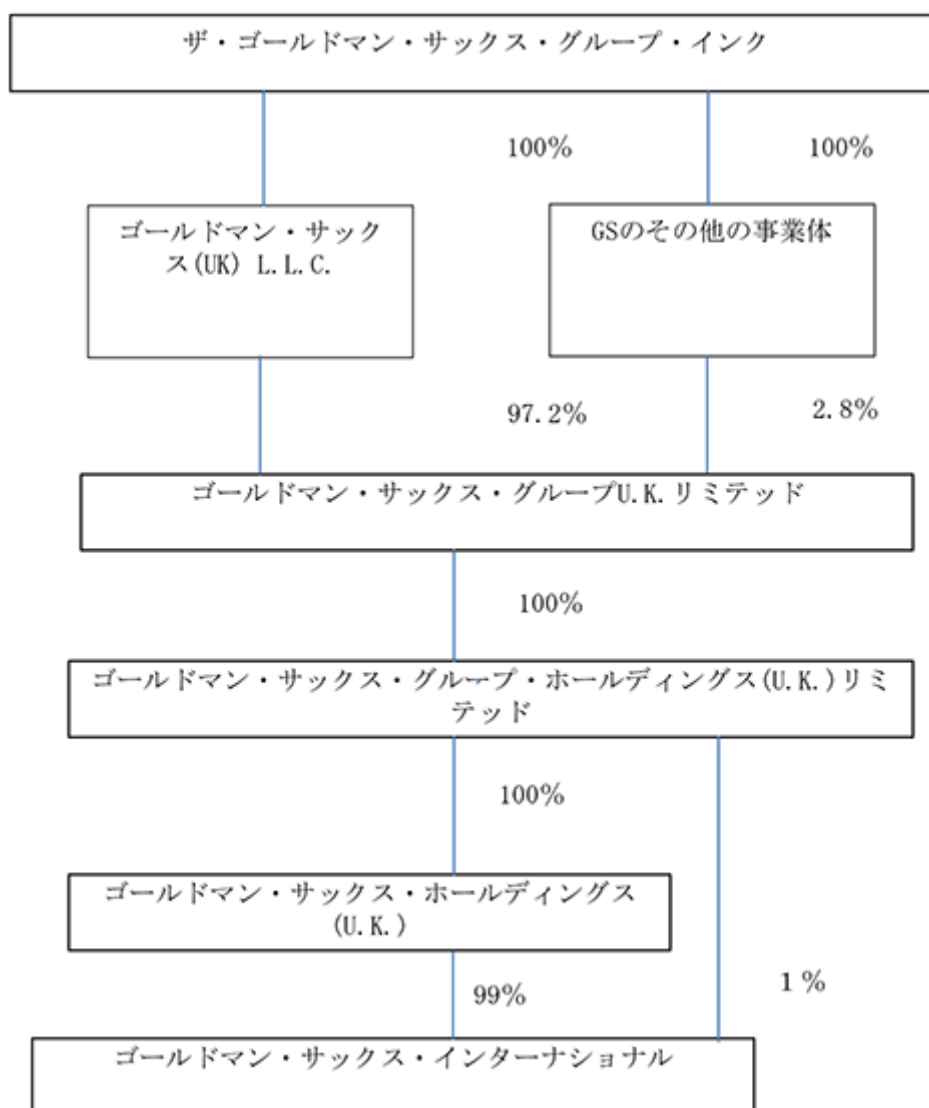 ザ・ゴールドマン・サックス・グループ・インク
100%
100%
ゴールドマン・サック
ス(UK) L.L.C.
GSのその他の事業体
97.2%
2.8%
ゴールドマン・サックス・グループU.K.リミテッド
100%
ゴールドマン・サックス・グループ・ホールディングス(U.K.)リミ
テッド
100%
ゴールドマン・サックス・ホールディングス
(U.K.)
99%
1％
ゴールドマン・サックス・インターナショナル